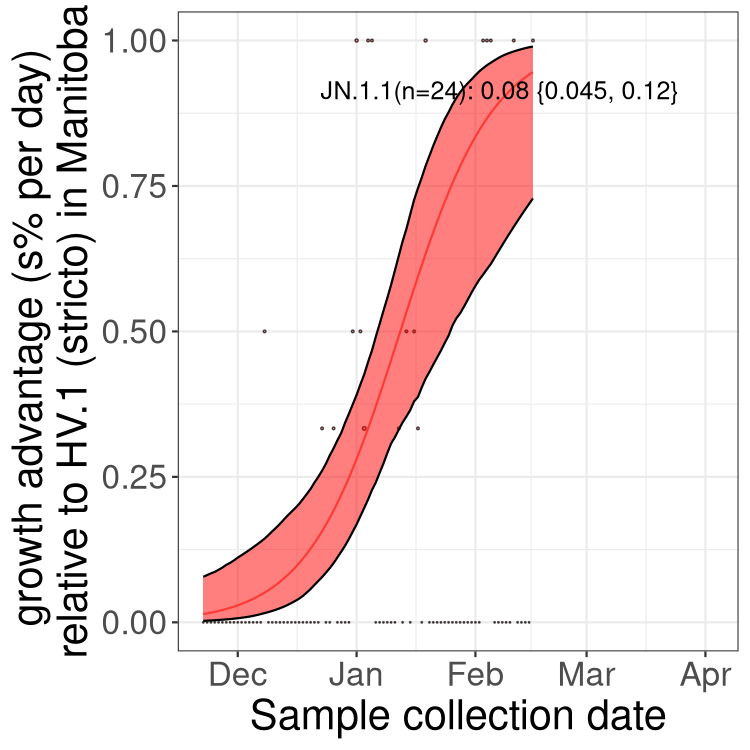 growth advantage (s% per day)
relative to HV.1 (stricto) in Manitoba
1.00
0.75
0.50
0.25
0.00
JN.1.1(n=24): 0.08 {0.045, 0.12}
Dec Jan Feb Mar Apr
Sample collection date